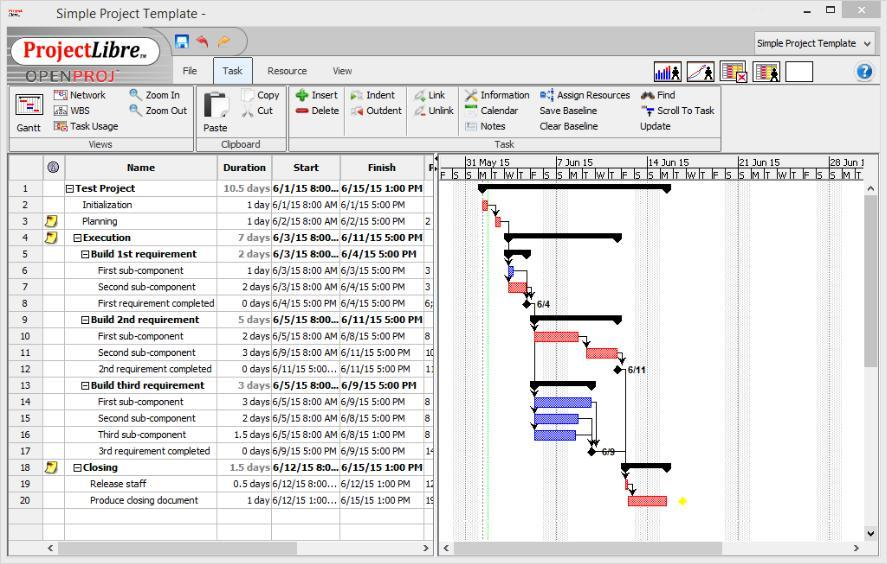 Simple Project Template -
ProjectLibre TM
OPENPROJ
Simple Project Template
File Task Resource View
Gantt
Network
WBS
Task Usage
Zoom In
Zoom Out
Views
Paste
Copy
Cut
Clipboard
Insert
Delete
Indent
Outdent
Link
Unlink
Information
Calendar
Notes
Assign Resources
Save Baseline
Clear Baseline
Find
Scroll To Task
Update
Task
Name Duration Start Finish P
31 May 15 7 Jun 15 14 Jun 15 21 Jun 15 28 Jun 1
F S S M T W T F S S M T W T F S S M T W T F S S M T W T F S S M T
1 Test Project 10.5 days 6/1/15 8:00... 6/15/15 1:00 PM
2 Initialization 1 day 6/1/15 8:00 AM 6/1/15 5:00 PM
3 Planning 1 day 6/2/15 8:00 AM 6/2/15 5:00 PM 2
4 Execution 7 days 6/3/15 8:00... 6/11/15 5:00 PM
5 Build 1st requirement 2 days 6/3/15 8:00... 6/4/15 5:00 PM
6 First sub-component 1 day 6/3/15 8:00 AM 6/3/15 5:00 PM 3
7 Second sub-component 2 days 6/3/15 8:00 AM 6/4/15 5:00 PM 3
8 First requirement completed 0 days 6/4/15 5:00 PM 6/4/15 5:00 PM 6; 6/4
9 Build 2nd requirement 5 days 6/5/15 8:00... 6/11/15 5:00 PM
10 First sub-component 2 days 6/5/15 8:00 AM 6/8/15 5:00 PM 8
11 Second sub-component 3 days 6/9/15 8:00 AM 6/11/15 5:00 PM 10
12 2nd requirement completed 0 days 6/11/15 5:00... 6/11/15 5:00 PM 11 6/11
13 Build third requirement 3 days 6/5/15 8:00... 6/9/15 5:00 PM
14 First sub-component 3 days 6/5/15 8:00 AM 6/9/15 5:00 PM 8
15 Second sub-component 2 days 6/5/15 8:00 AM 6/8/15 5:00 PM 8
16 Third sub-component 1.5 days 6/5/15 8:00 AM 6/8/15 1:00 PM 8
17 3rd requirement completed 0 days 6/9/15 5:00 PM 6/9/15 5:00 PM 14 6/9
18 Closing 1.5 days 6/12/15 8:0... 6/15/15 1:00 PM
19 Release staff 0.5 days 6/12/15 8:00... 6/12/15 1:00 PM 12
20 Produce closing document 1 day 6/12/15 1:00... 6/15/15 1:00 PM 19